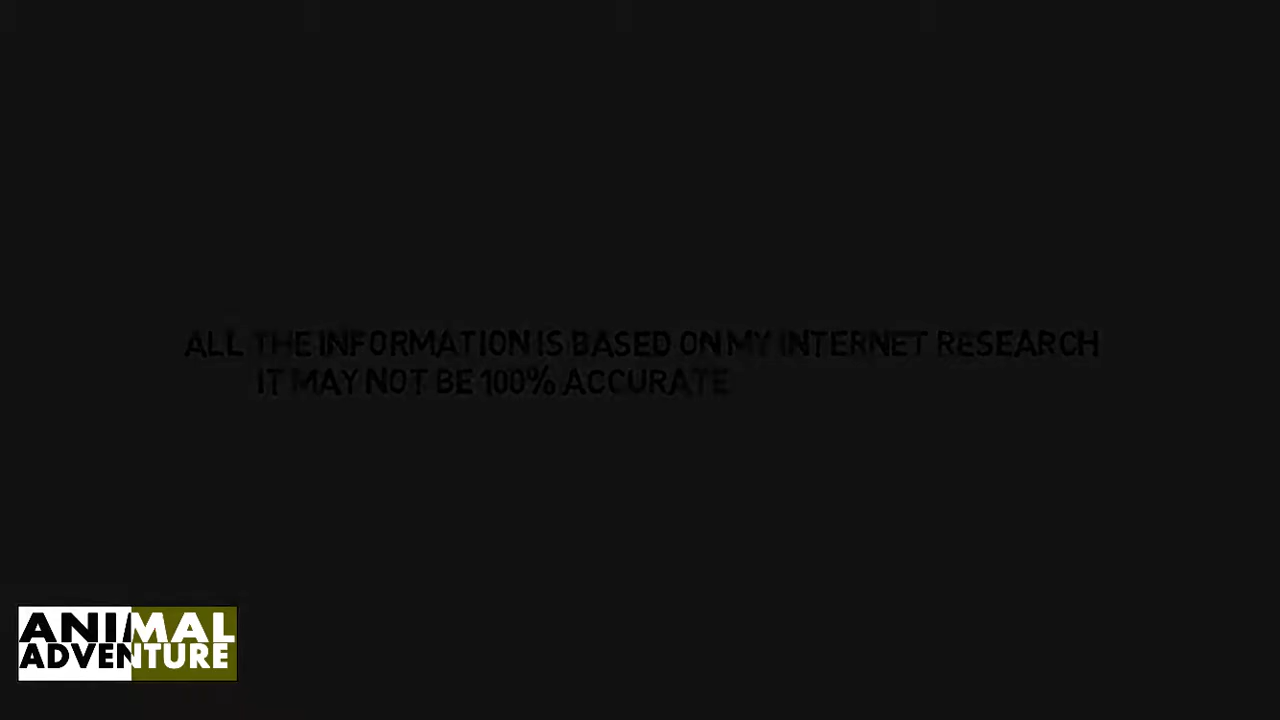 ALL THE INFORMATION IS BASED ON MY INTERNET RESEARCH
IT MAY NOT BE 100% ACCURATE
ANIMAL
ADVENTURE